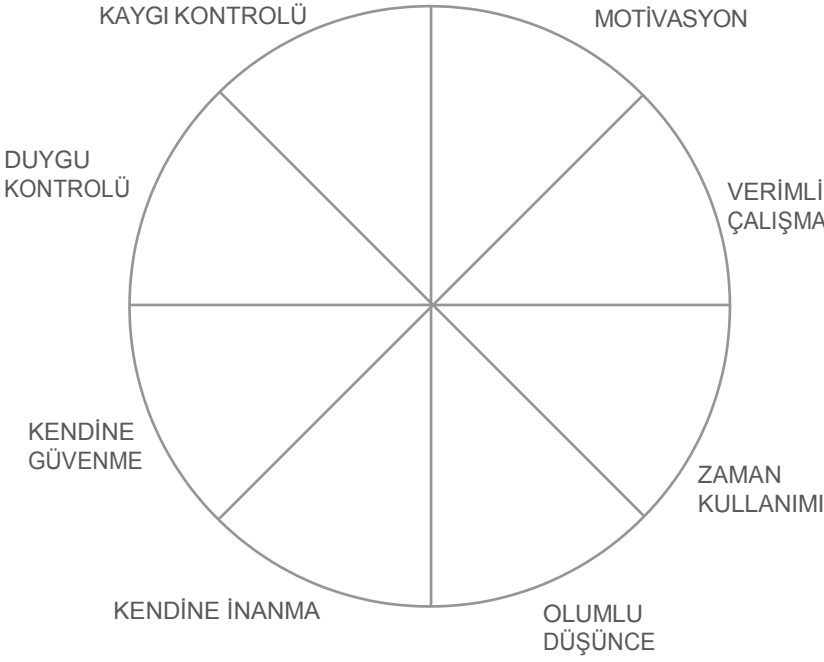 KAYGI KONTROLÜ
MOTİVASYON
DUYGU
KONTROLÜ
VERİMLİ
ÇALIŞMA
KENDİNE
GÜVENME
ZAMAN
KULLANIMI
KENDİNE İNANMA
OLUMLU
DÜŞÜNCE